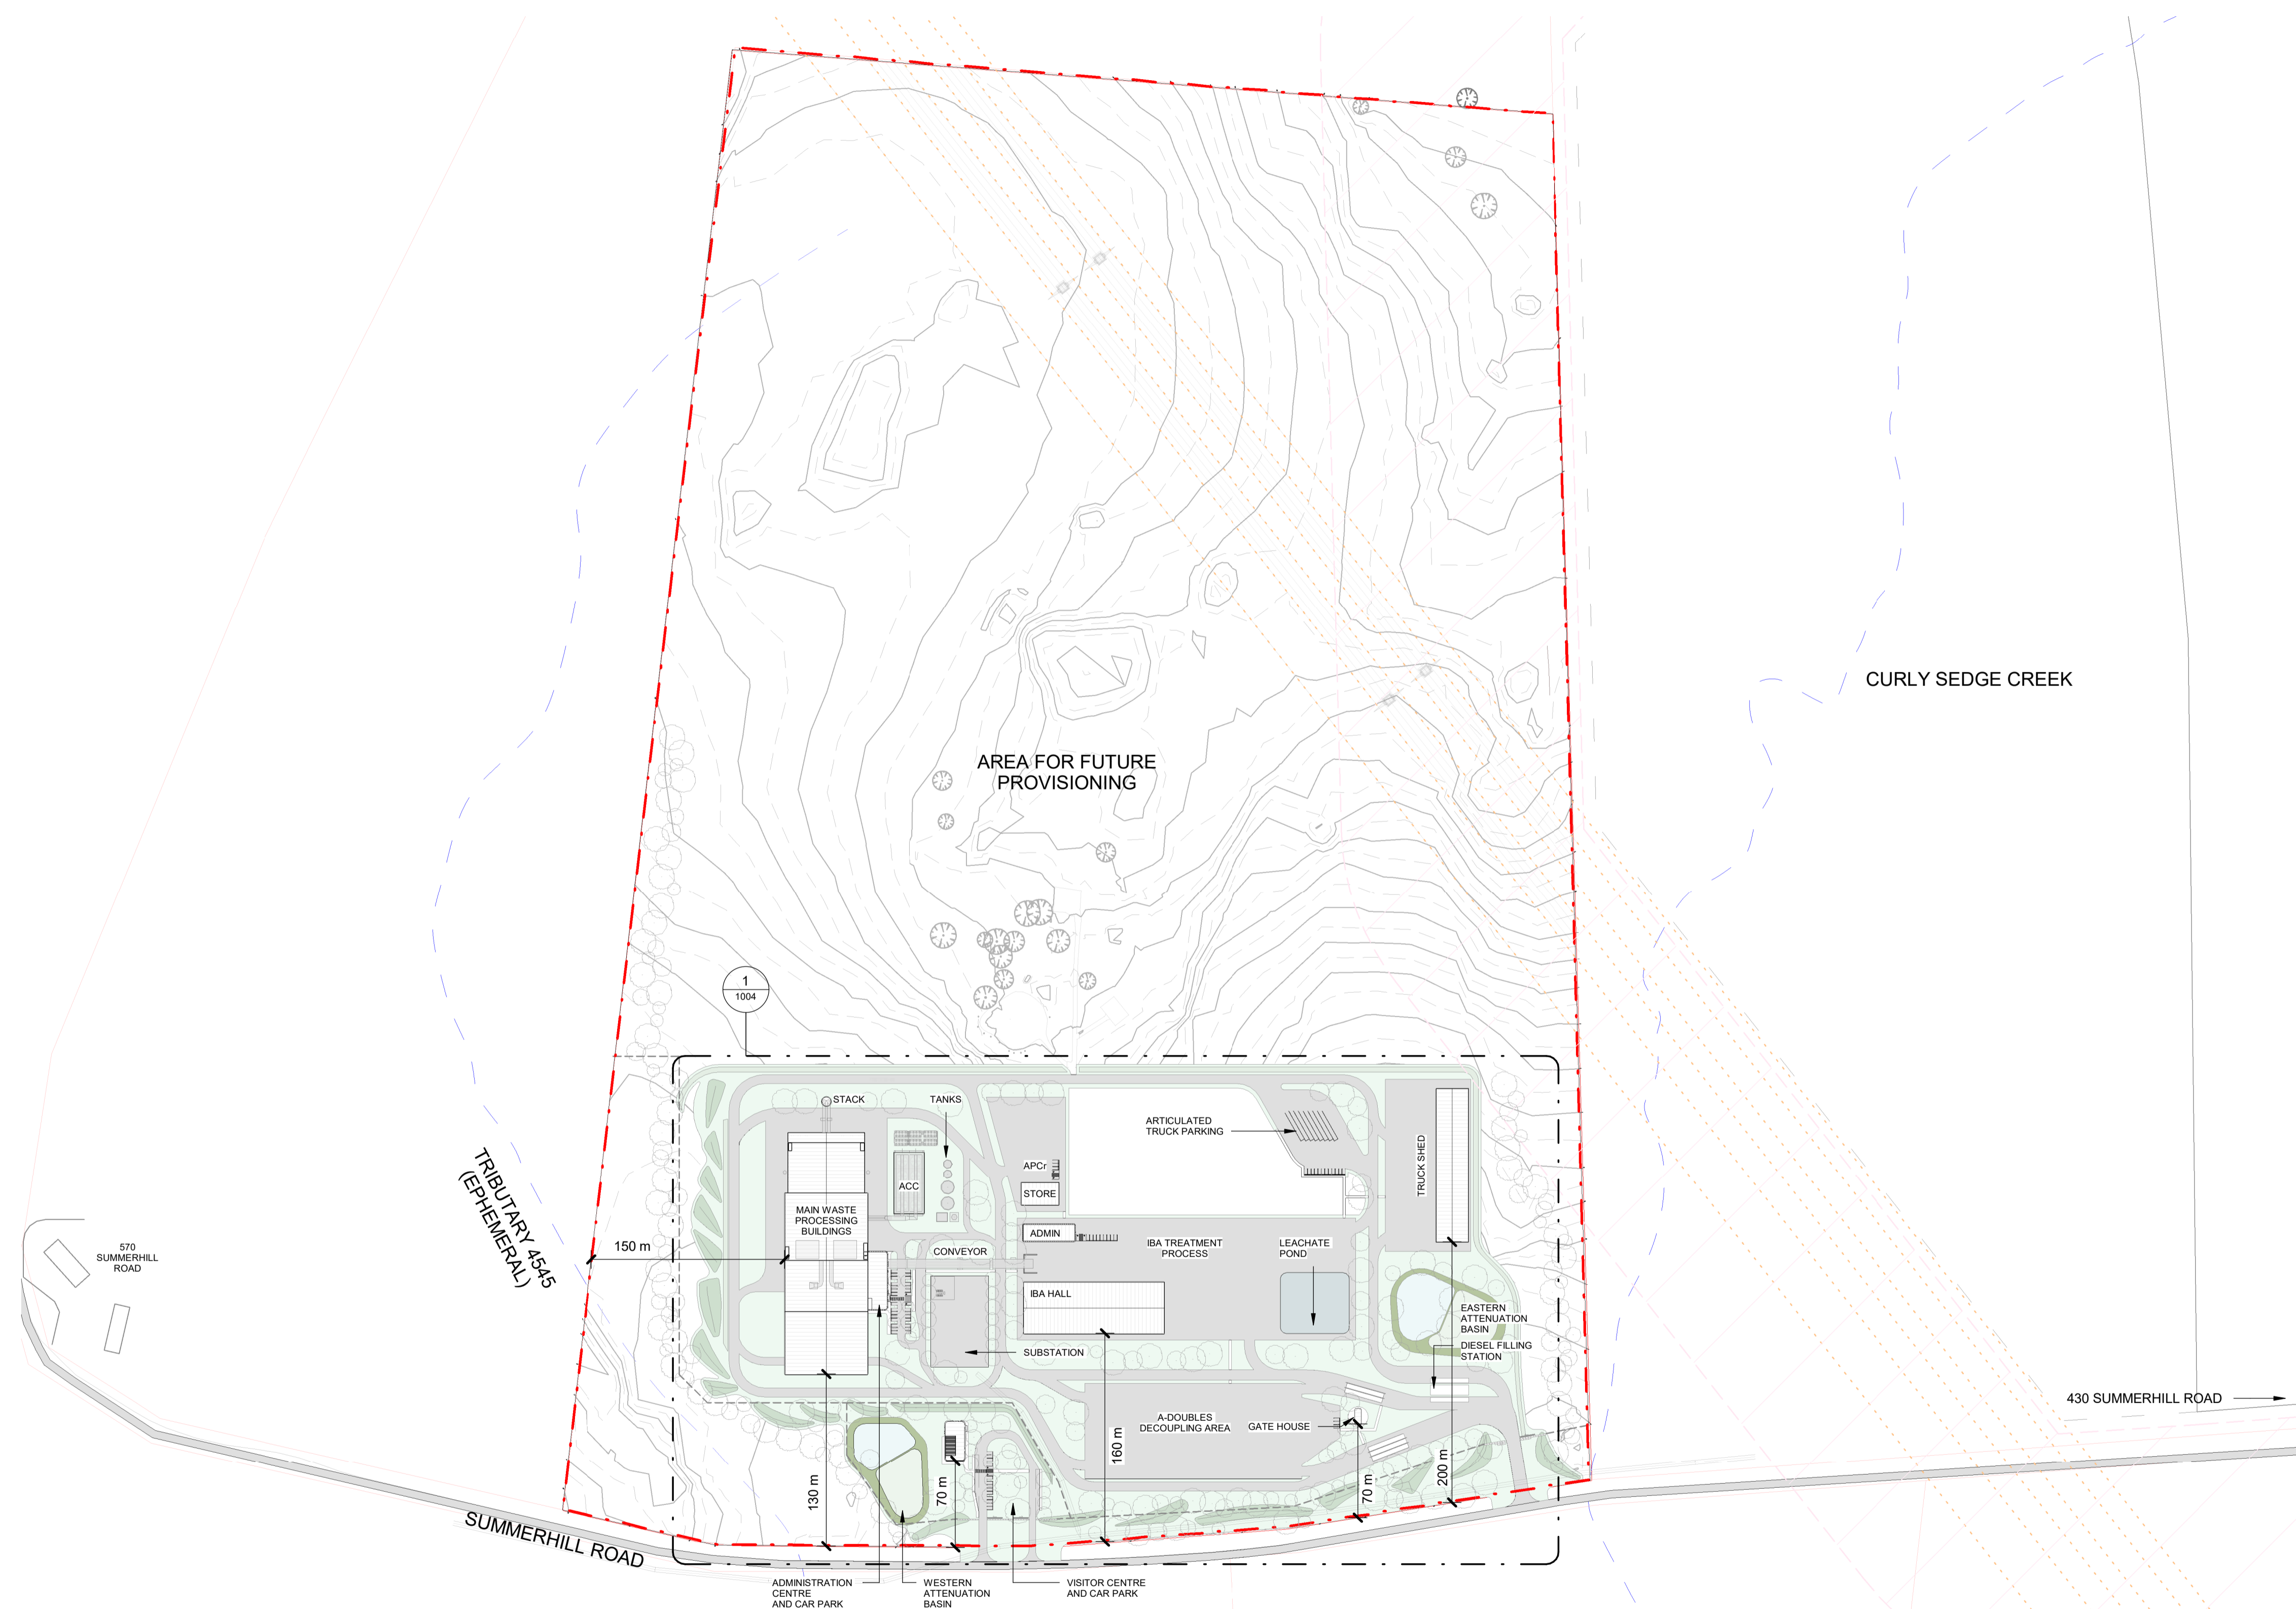 CURLY SEDGE CREEK
AREA FOR FUTURE
PROVISIONING
1
1004
STACK
TANKS
ARTICULATED
TRUCK PARKING
TRUCK SHED
APCr
STORE
ACC
MAIN WASTE
PROCESSING
BUILDINGS
ADMIN
IBA TREATMENT
PROCESS
LEACHATE
POND
CONVEYOR
IBA HALL
150 m
TRIBUTARY 4545
(EPHEMERAL)
570
SUMMERHILL
ROAD
EASTERN
ATTENUATION
BASIN
DIESEL FILLING
STATION
SUBSTATION
430 SUMMERHILL ROAD
A-DOUBLES
DECOUPLING AREA
GATE HOUSE
130 m
70 m
160 m
70 m
200 m
SUMMERHILL ROAD
ADMINISTRATION
CENTRE
AND CAR PARK
WESTERN
ATTENUATION
BASIN
VISITOR CENTRE
AND CAR PARK